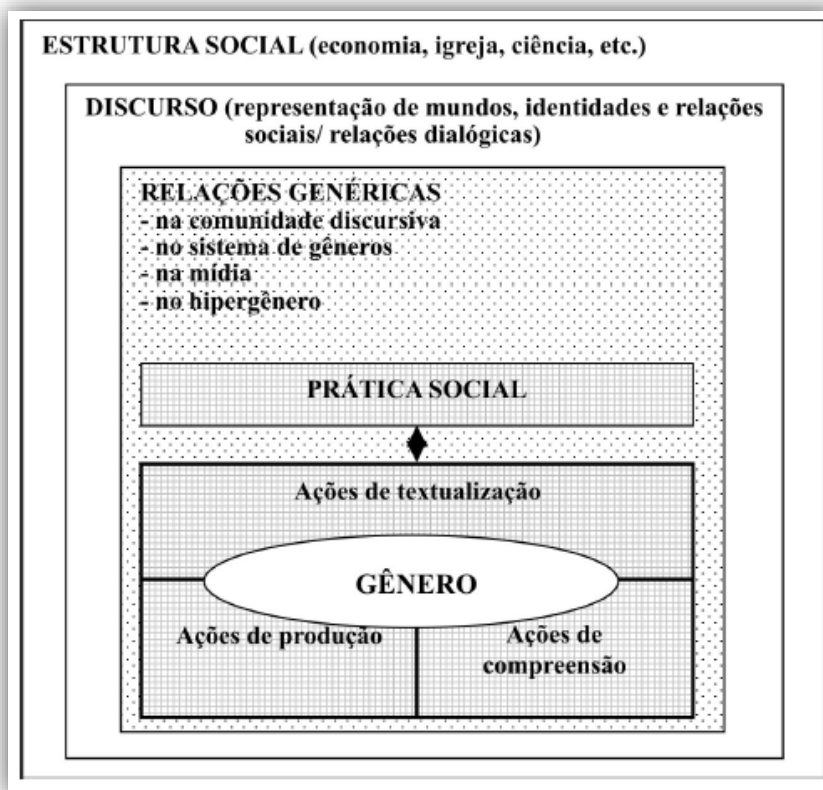 ESTRUTURA SOCIAL (economia, igreja, ciência, etc.)
DISCURSO (representação de mundos, identidades e relações
sociais/ relações dialógicas)
RELAÇÕES GENÉRICAS
- na comunidade discursiva
- no sistema de gêneros
- na mídia
- no hipergênero
PRÁTICA SOCIAL
Ações de textualização
GÊNERO
Ações de produção
Ações de
compreensão